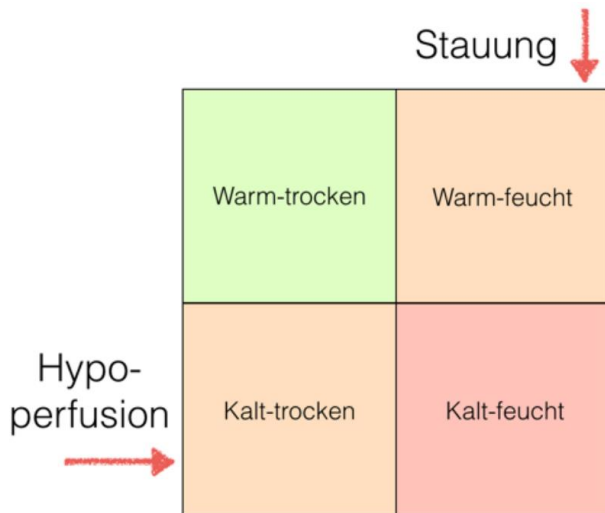 Stauung
Warm-trocken
Warm-feucht
Hypo-
perfusion
Kalt-trocken
Kalt-feucht